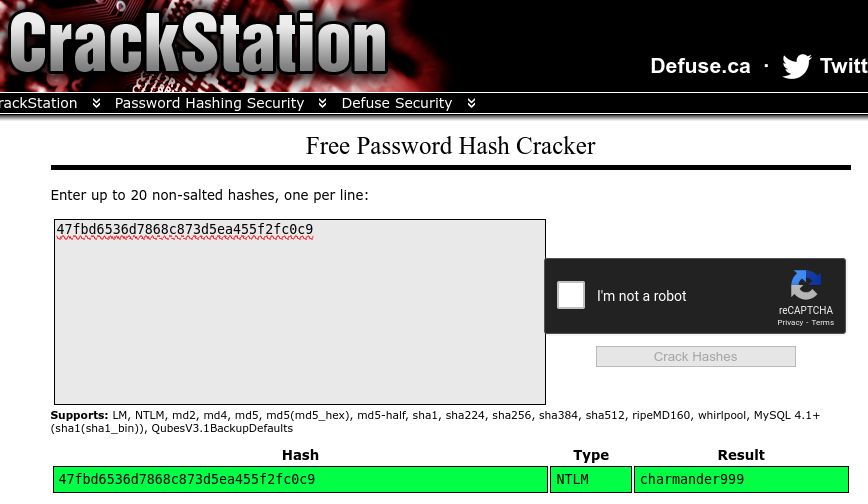 CrackStation
Defuse.ca · Twitt
rackStation Password Hashing Security Defuse Security
Free Password Hash Cracker
Enter up to 20 non-salted hashes, one per line:
47fbd6536d7868c873d5ea455f2fc0c9
I'm not a robot
reCAPTCHA
Privacy - Terms
Crack Hashes
Supports: LM, NTLM, md2, md4, md5, md5(md5_hex), md5-half, sha1, sha224, sha256, sha384, sha512, ripeMD160, whirlpool, MySQL 4.1+
(sha1(sha1_bin)), QubesV3.1BackupDefaults
Hash Type Result
47fbd6536d7868c873d5ea455f2fc0c9 NTLM charmander999